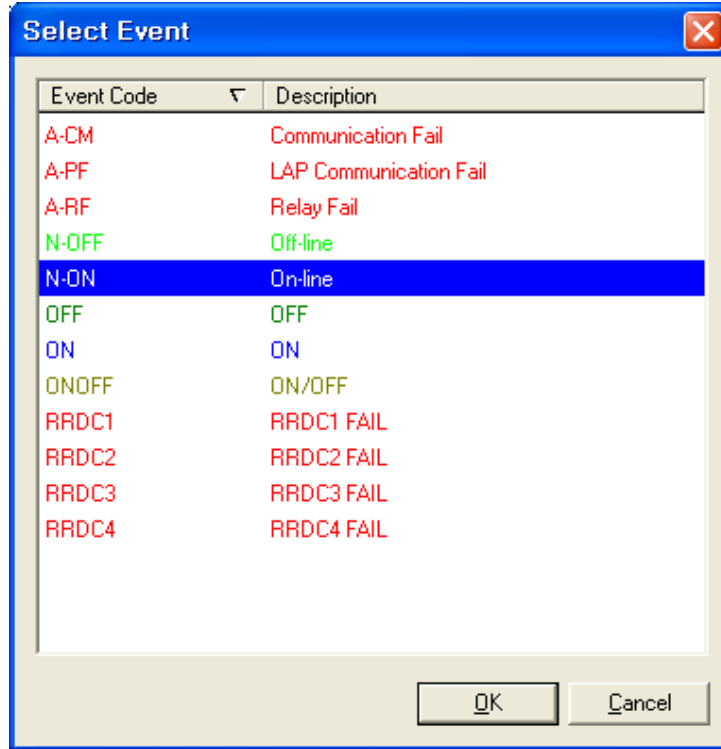 Select Event
Event Code Description
A-CM Communication Fail
A-PF LAP Communication Fail
A-RF Relay Fail
N-OFF Off-line
N-ON On-line
OFF OFF
ON ON
ONOFF ON/OFF
RRDC1 RRDC1 FAIL
RRDC2 RRDC2 FAIL
RRDC3 RRDC3 FAIL
RRDC4 RRDC4 FAIL
OK Cancel